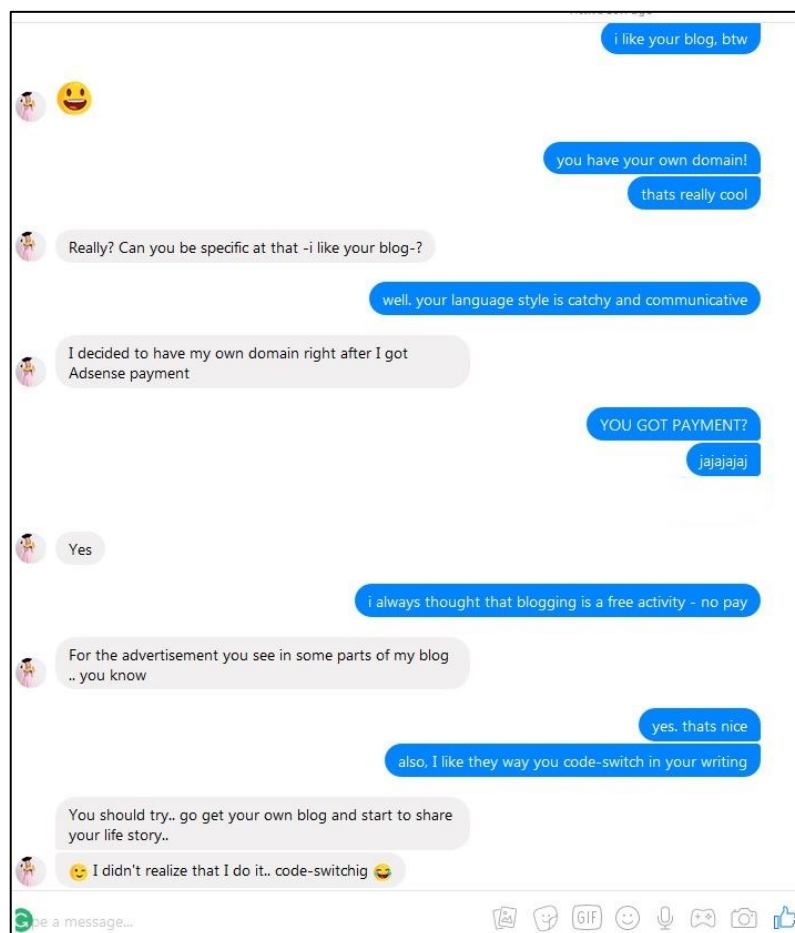 i like your blog, btw
😃
you have your own domain!
thats really cool
Really? Can you be specific at that -i like your blog-?
well. your language style is catchy and communicative
I decided to have my own domain right after I got
Adsense payment
YOU GOT PAYMENT?
jajajajaj
Yes
i always thought that blogging is a free activity - no pay
For the advertisement you see in some parts of my blog
.. you know
yes. thats nice
also, I like they way you code-switch in your writing
You should try.. go get your own blog and start to share
your life story..
😉 I didn't realize that I do it.. code-switchig 😂
a message...
GIF